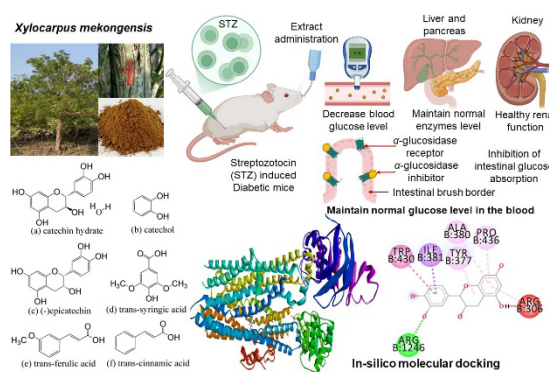 Xylocarpus mekongensis
STZ
Extract
administration
Liver and
pancreas
Kidney
Streptozotocin
(STZ) induced
Diabetic mice
Decrease blood
glucose level
Maintain normal
enzymes level
Healthy renal
function
α-glucosidase
receptor
α-glucosidase
inhibitor
Intestinal brush border
Inhibition of
intestinal glucose
absorption
Maintain normal glucose level in the blood
OH
OH
HO
O
OH
OH
H O H
(a) catechin hydrate
OH
OH
(b) catechol
OH
OH
HO
O
OH
OH
(c) (-)epicatechin
O
OH
H₃CO
OCH₃
OH
(d) trans-syringic acid
H₃CO
O
OH
(e) trans-ferulic acid
O
OH
(f) trans-cinnamic acid
TRP
B:430
ILE
B:381
ALA
B:380
TYR
B:377
PRO
B:436
ARG
B:306
ARG
B:1246
In-silico molecular docking